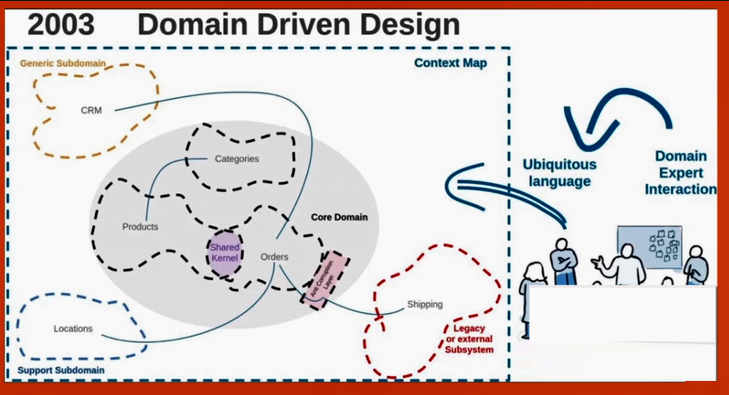 2003 Domain Driven Design
Generic Subdomain
Context Map
CRM
Categories
Ubiquitous
language
Domain
Expert
Interaction
Core Domain
Products
Shared
Kernel
Orders
Anti Corruption
Layer
Shipping
Locations
Legacy
or external
Subsystem
Support Subdomain